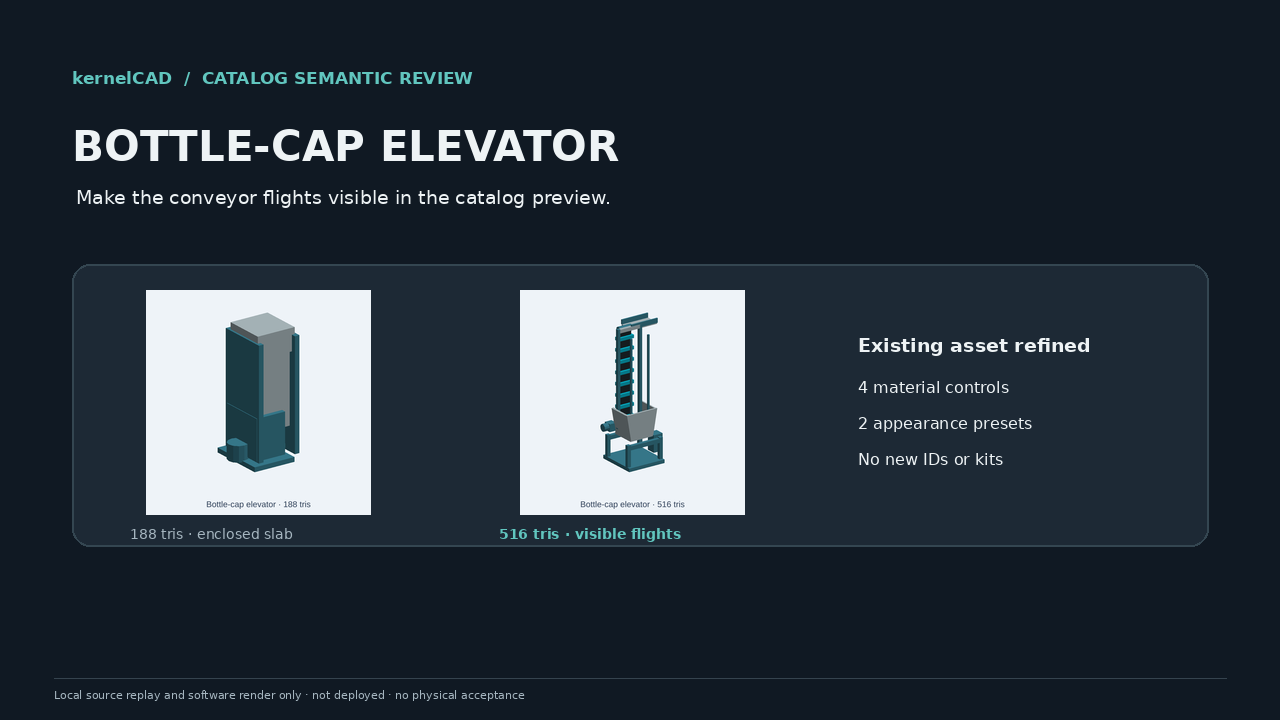 kernelCAD / CATALOG SEMANTIC REVIEW
BOTTLE-CAP ELEVATOR
Make the conveyor flights visible in the catalog preview.
Bottle-cap elevator · 188 tris
188 tris · enclosed slab
Bottle-cap elevator · 516 tris
516 tris · visible flights
Existing asset refined
4 material controls
2 appearance presets
No new IDs or kits
Local source replay and software render only · not deployed · no physical acceptance